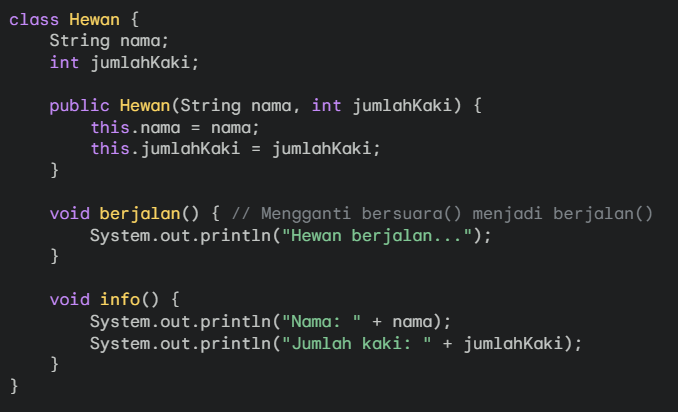 class Hewan {
    String nama;
    int jumlahKaki;

    public Hewan(String nama, int jumlahKaki) {
        this.nama = nama;
        this.jumlahKaki = jumlahKaki;
    }

    void berjalan() { // Mengganti bersuara() menjadi berjalan()
        System.out.println("Hewan berjalan...");
    }

    void info() {
        System.out.println("Nama: " + nama);
        System.out.println("Jumlah kaki: " + jumlahKaki);
    }
}